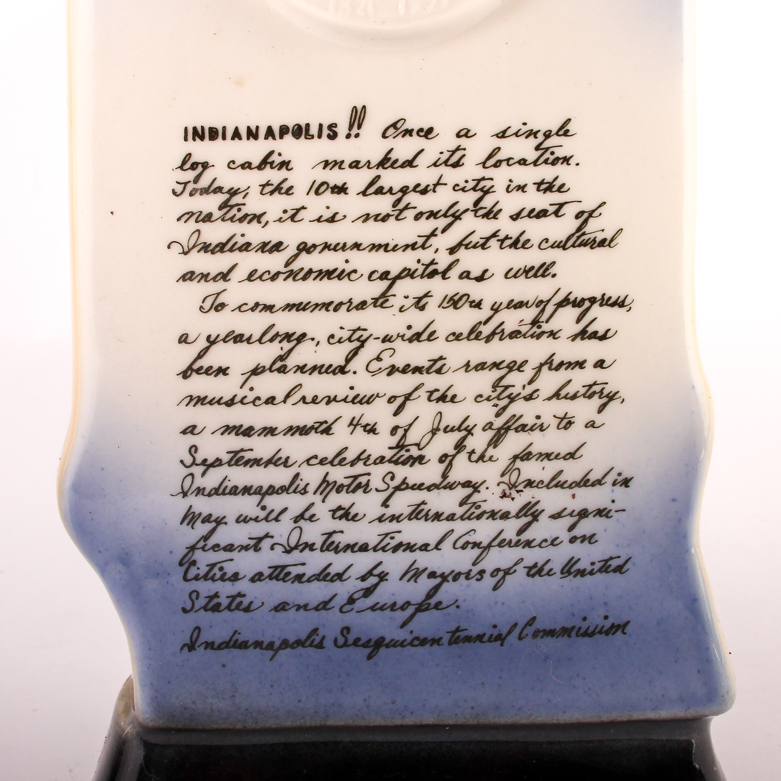 INDIANAPOLIS!! Once a single
log cabin marked its location.
Today, the 10th largest city in the
nation, it is not only the seat of
Indiana government, but the cultural
and economic capitol as well.
To commemorate its 150th year of progress,
a yearlong, city-wide celebration has
been planned. Events range from a
musical review of the city's history,
a mammoth 4th of July affair to a
September celebration of the famed
Indianapolis Motor Speedway. Included in
May will be the internationally signi-
ficant International Conference on
Cities attended by Mayors of the United
States and Europe.
Indianapolis Sesquicentennial Commission